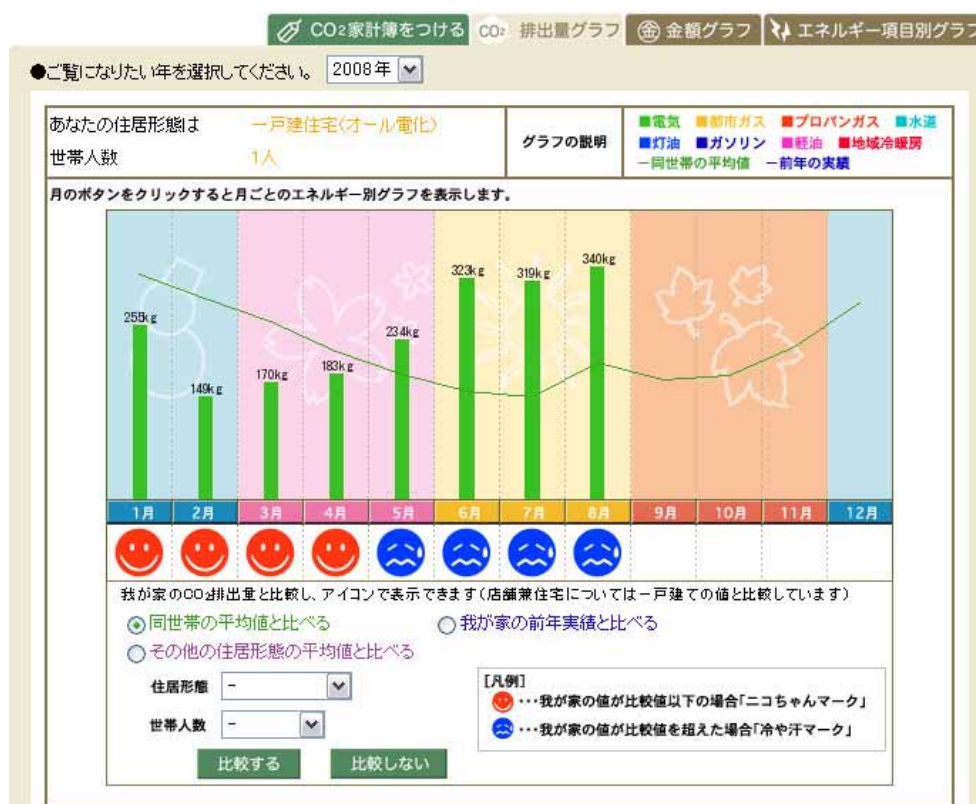 CO2家計簿をつける CO2 排出量グラフ 金 金額グラフ エネルギー項目別グラフ
●ご覧になりたい年を選択してください。 2008年
あなたの住居形態は 一戸建住宅(オール電化)
世帯人数 1人
グラフの説明
■電気 ■都市ガス ■プロパンガス ■水道
■灯油 ■ガソリン ■軽油 ■地域冷暖房
－同世帯の平均値 －前年の実績
月のボタンをクリックすると月ごとのエネルギー別グラフを表示します。
255kg 149kg 170kg 183kg 234kg 323kg 319kg 340kg
1月 2月 3月 4月 5月 6月 7月 8月 9月 10月 11月 12月
我が家のCO2排出量と比較し、アイコンで表示できます(店舗兼住宅については一戸建ての値と比較しています)
同世帯の平均値と比べる 我が家の前年実績と比べる
その他の住居形態の平均値と比べる
住居形態 -
世帯人数 -
比較する 比較しない
[凡例]
･･･我が家の値が比較値以下の場合「ニコちゃんマーク」
･･･我が家の値が比較値を超えた場合「冷や汗マーク」